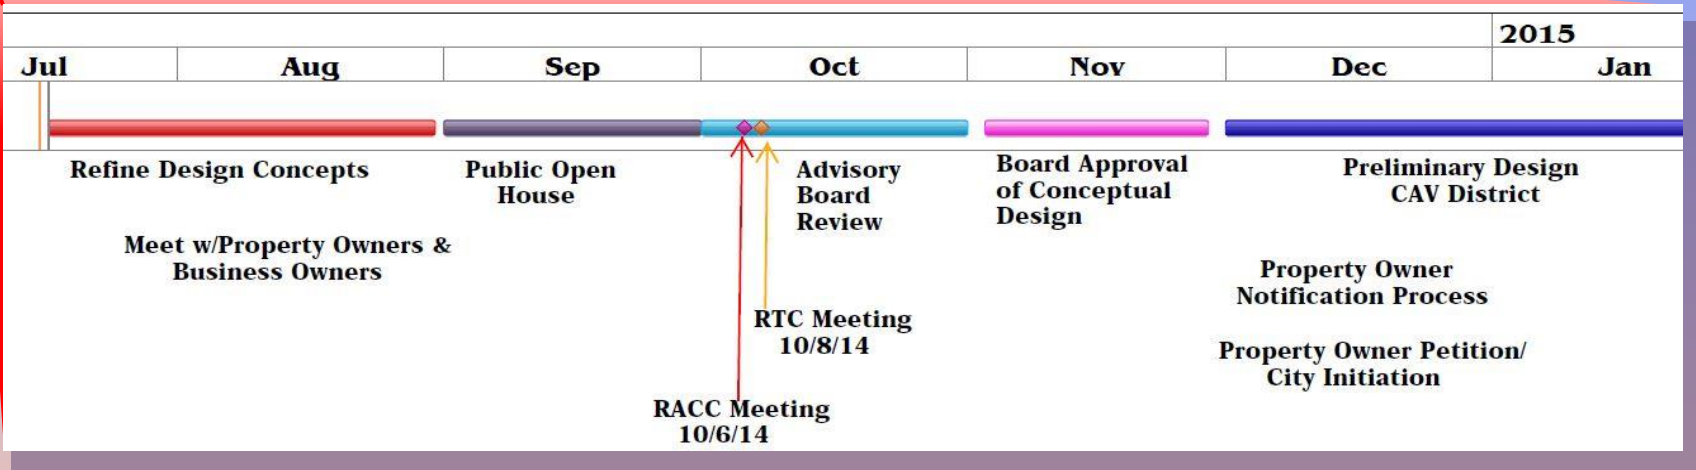 2015
Jul Aug Sep Oct Nov Dec Jan
Refine Design Concepts
Meet w/Property Owners &
Business Owners
Public Open
House
Advisory
Board
Review
RTC Meeting
10/8/14
RACC Meeting
10/6/14
Board Approval
of Conceptual
Design
Preliminary Design
CAV District
Property Owner
Notification Process
Property Owner Petition/
City Initiation